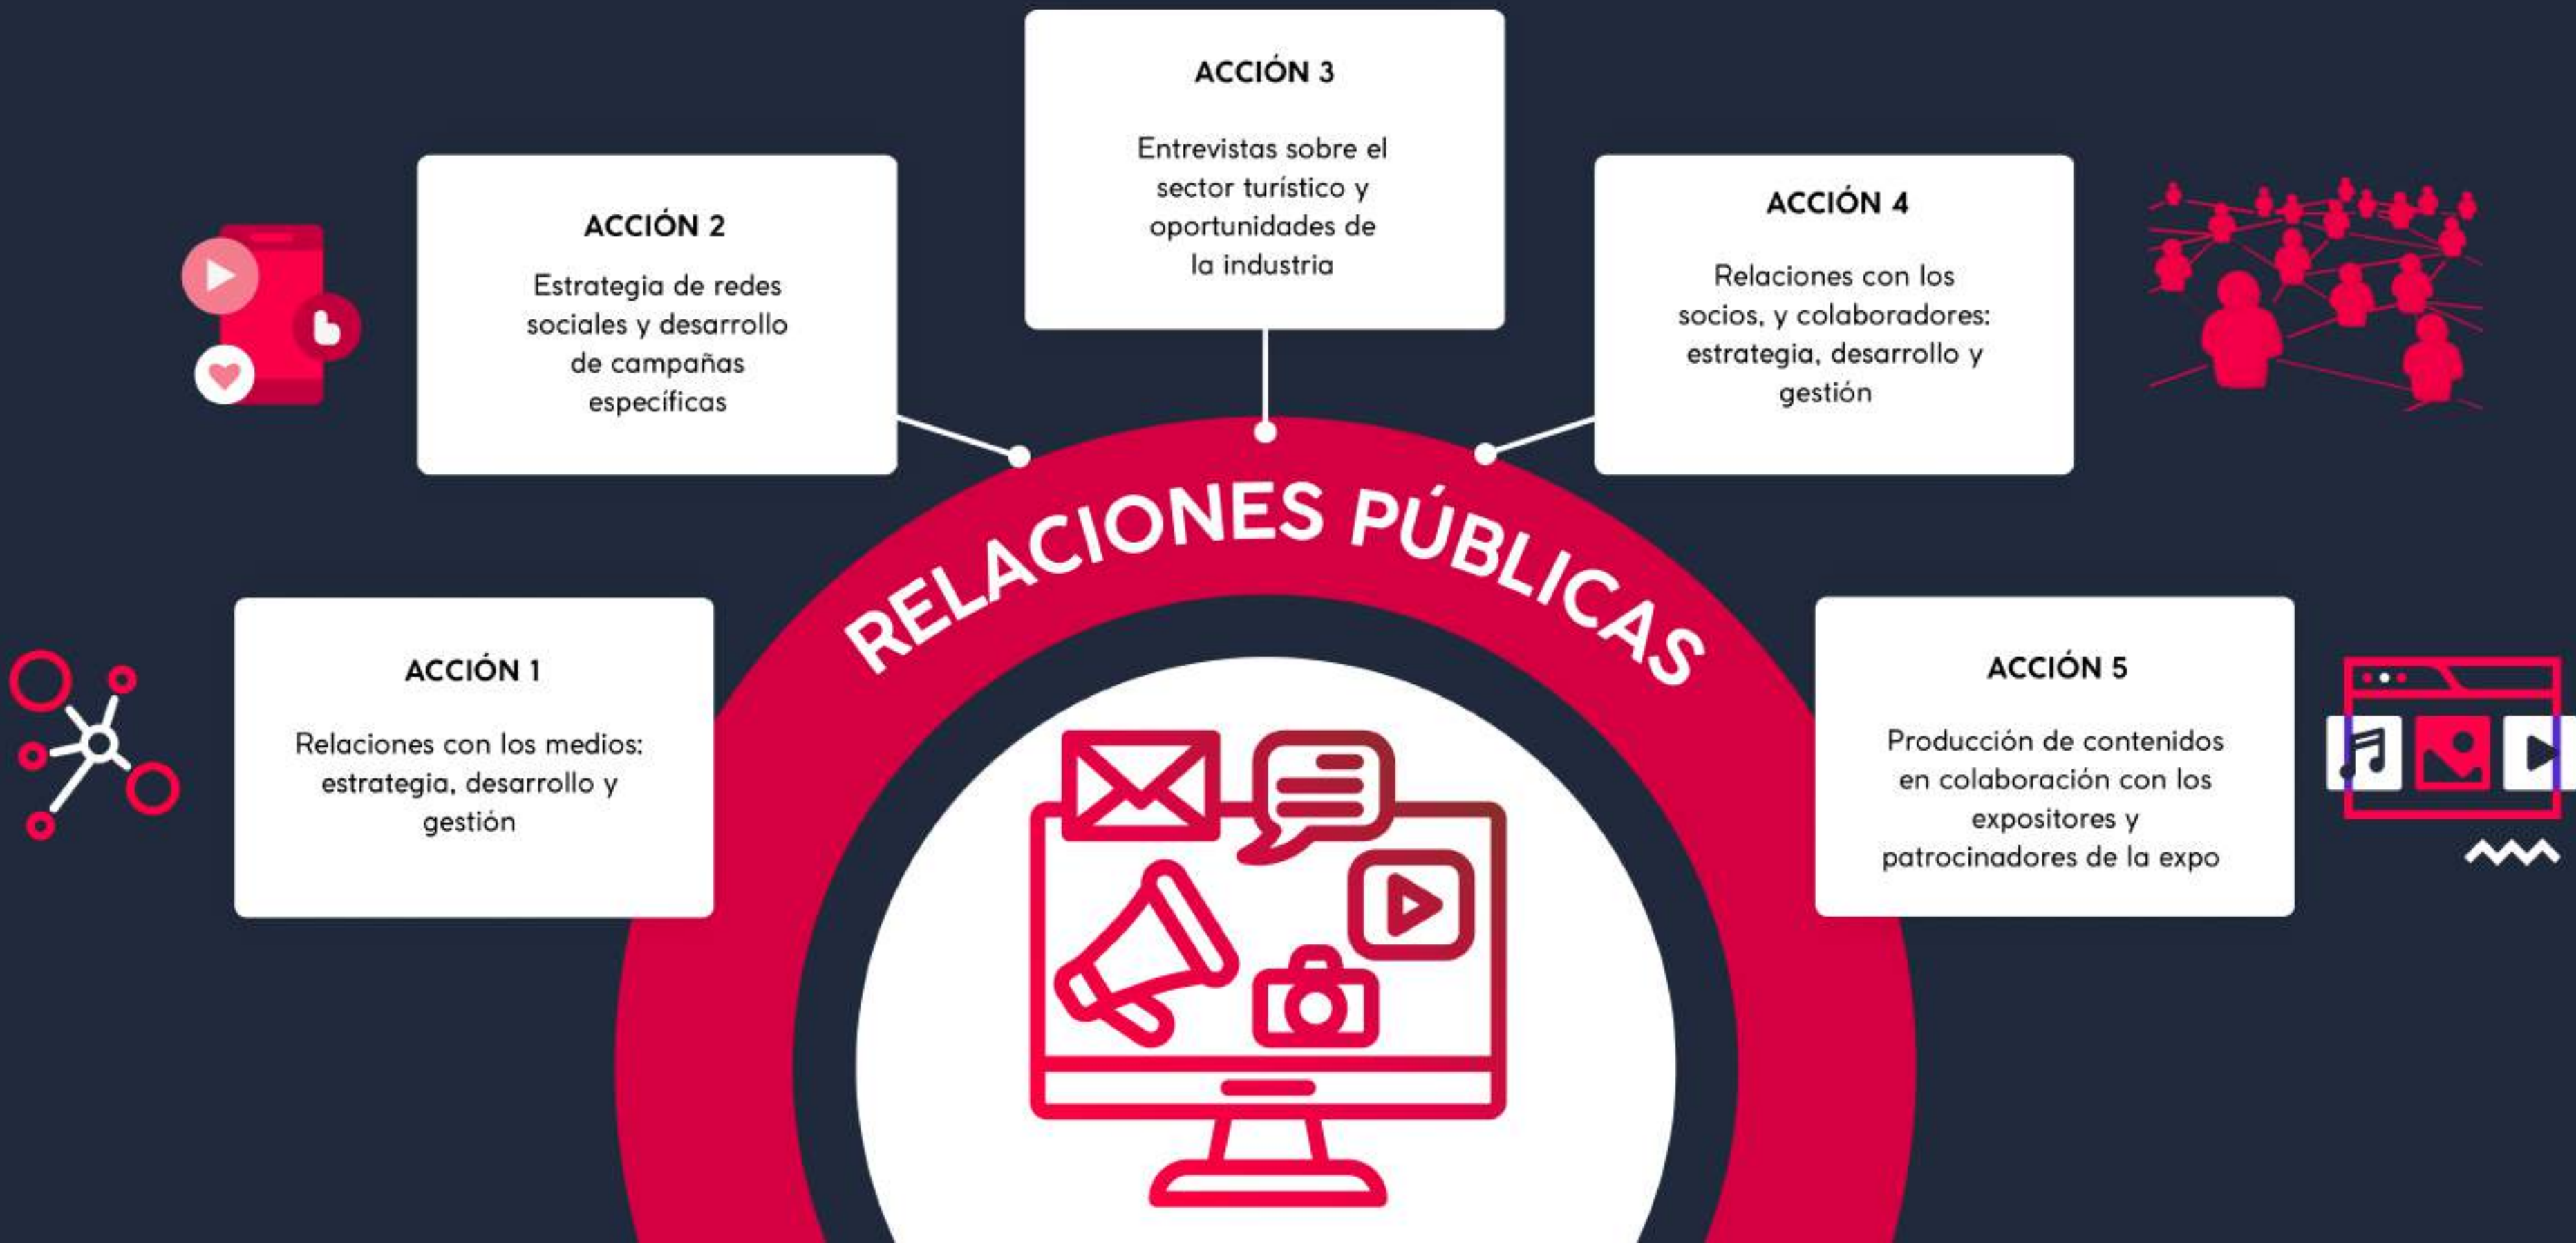 ACCIÓN 3
Entrevistas sobre el
sector turístico y
oportunidades de
la industria
ACCIÓN 2
Estrategia de redes
sociales y desarrollo
de campañas
específicas
ACCIÓN 4
Relaciones con los
socios, y colaboradores:
estrategia, desarrollo y
gestión
RELACIONES PÚBLICAS
ACCIÓN 1
Relaciones con los medios:
estrategia, desarrollo y
gestión
ACCIÓN 5
Producción de contenidos
en colaboración con los
expositores y
patrocinadores de la expo